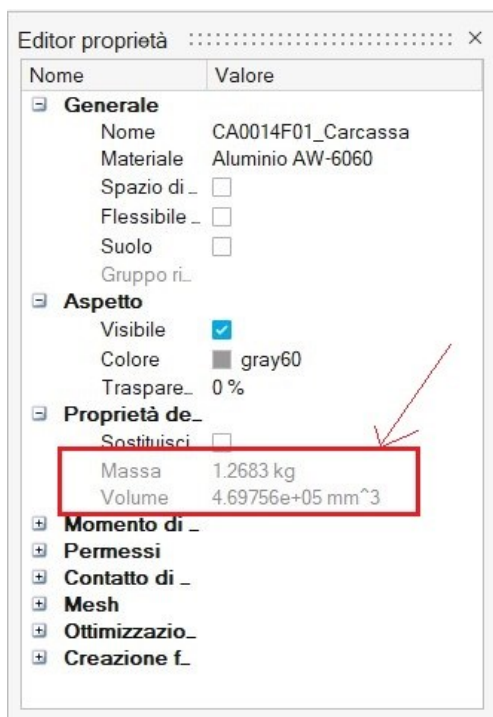 Editor proprietà ×
Nome Valore
Generale
Nome CA0014F01_Carcassa
Materiale Aluminio AW-6060
Spazio di _
Flessibile _
Suolo
Gruppo ri_
Aspetto
Visibile
Colore gray60
Traspare_ 0 %
Proprietà de_
Sostituisci
Massa 1.2683 kg
Volume 4.69756e+05 mm^3
Momento di _
Permessi
Contatto di _
Mesh
Ottimizzazio_
Creazione f_